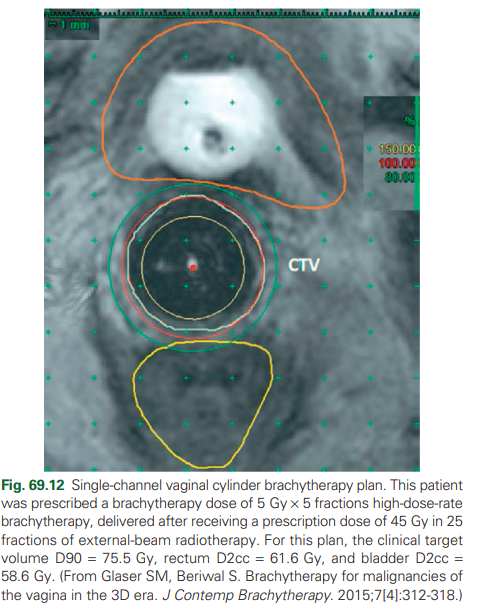 = 1 mm
%
150.00
100.00
80.00
CTV
Fig. 69.12 Single-channel vaginal cylinder brachytherapy plan. This patient
was prescribed a brachytherapy dose of 5 Gy × 5 fractions high-dose-rate
brachytherapy, delivered after receiving a prescription dose of 45 Gy in 25
fractions of external-beam radiotherapy. For this plan, the clinical target
volume D90 = 75.5 Gy, rectum D2cc = 61.6 Gy, and bladder D2cc =
58.6 Gy. (From Glaser SM, Beriwal S. Brachytherapy for malignancies of
the vagina in the 3D era. J Contemp Brachytherapy. 2015;7[4]:312-318.)